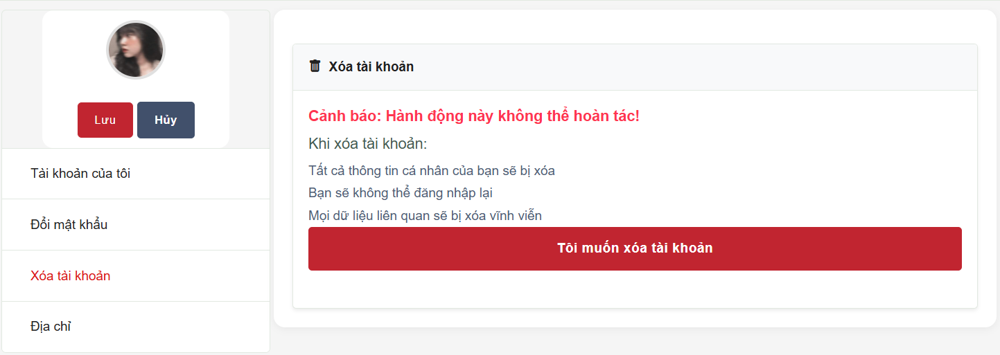 Lưu Hủy
Tài khoản của tôi
Đổi mật khẩu
Xóa tài khoản
Địa chỉ
Xóa tài khoản
Cảnh báo: Hành động này không thể hoàn tác!
Khi xóa tài khoản:
Tất cả thông tin cá nhân của bạn sẽ bị xóa
Bạn sẽ không thể đăng nhập lại
Mọi dữ liệu liên quan sẽ bị xóa vĩnh viễn
Tôi muốn xóa tài khoản